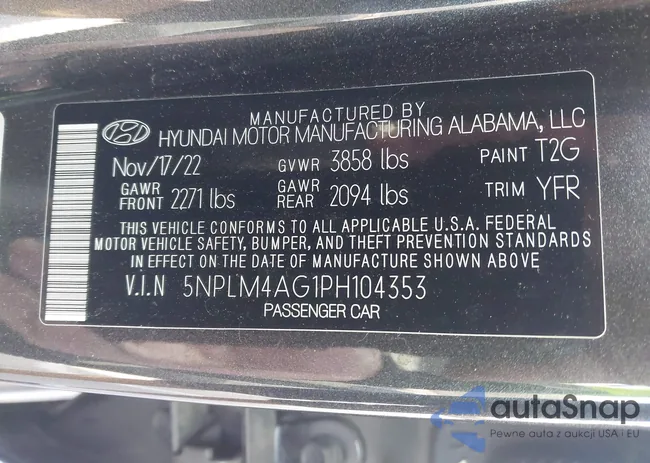 MANUFACTURED BY
HYUNDAI MOTOR MANUFACTURING ALABAMA, LLC
Nov/17/22 GVWR 3858 lbs PAINT T2G
GAWR FRONT 2271 lbs GAWR REAR 2094 lbs TRIM YFR
THIS VEHICLE CONFORMS TO ALL APPLICABLE U.S.A. FEDERAL
MOTOR VEHICLE SAFETY, BUMPER, AND THEFT PREVENTION STANDARDS
IN EFFECT ON THE DATE OF MANUFACTURE SHOWN ABOVE
V.I.N 5NPLM4AG1PH104353
PASSENGER CAR
autaSnap
Pewne auta z aukcji USA i EU